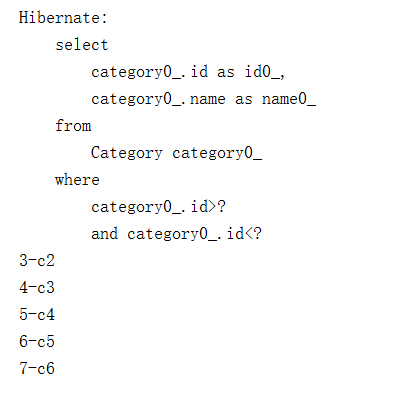 Hibernate:
    select
        category0_.id as id0_,
        category0_.name as name0_
    from
        Category category0_
    where
        category0_.id>?
        and category0_.id<?
3-c2
4-c3
5-c4
6-c5
7-c6